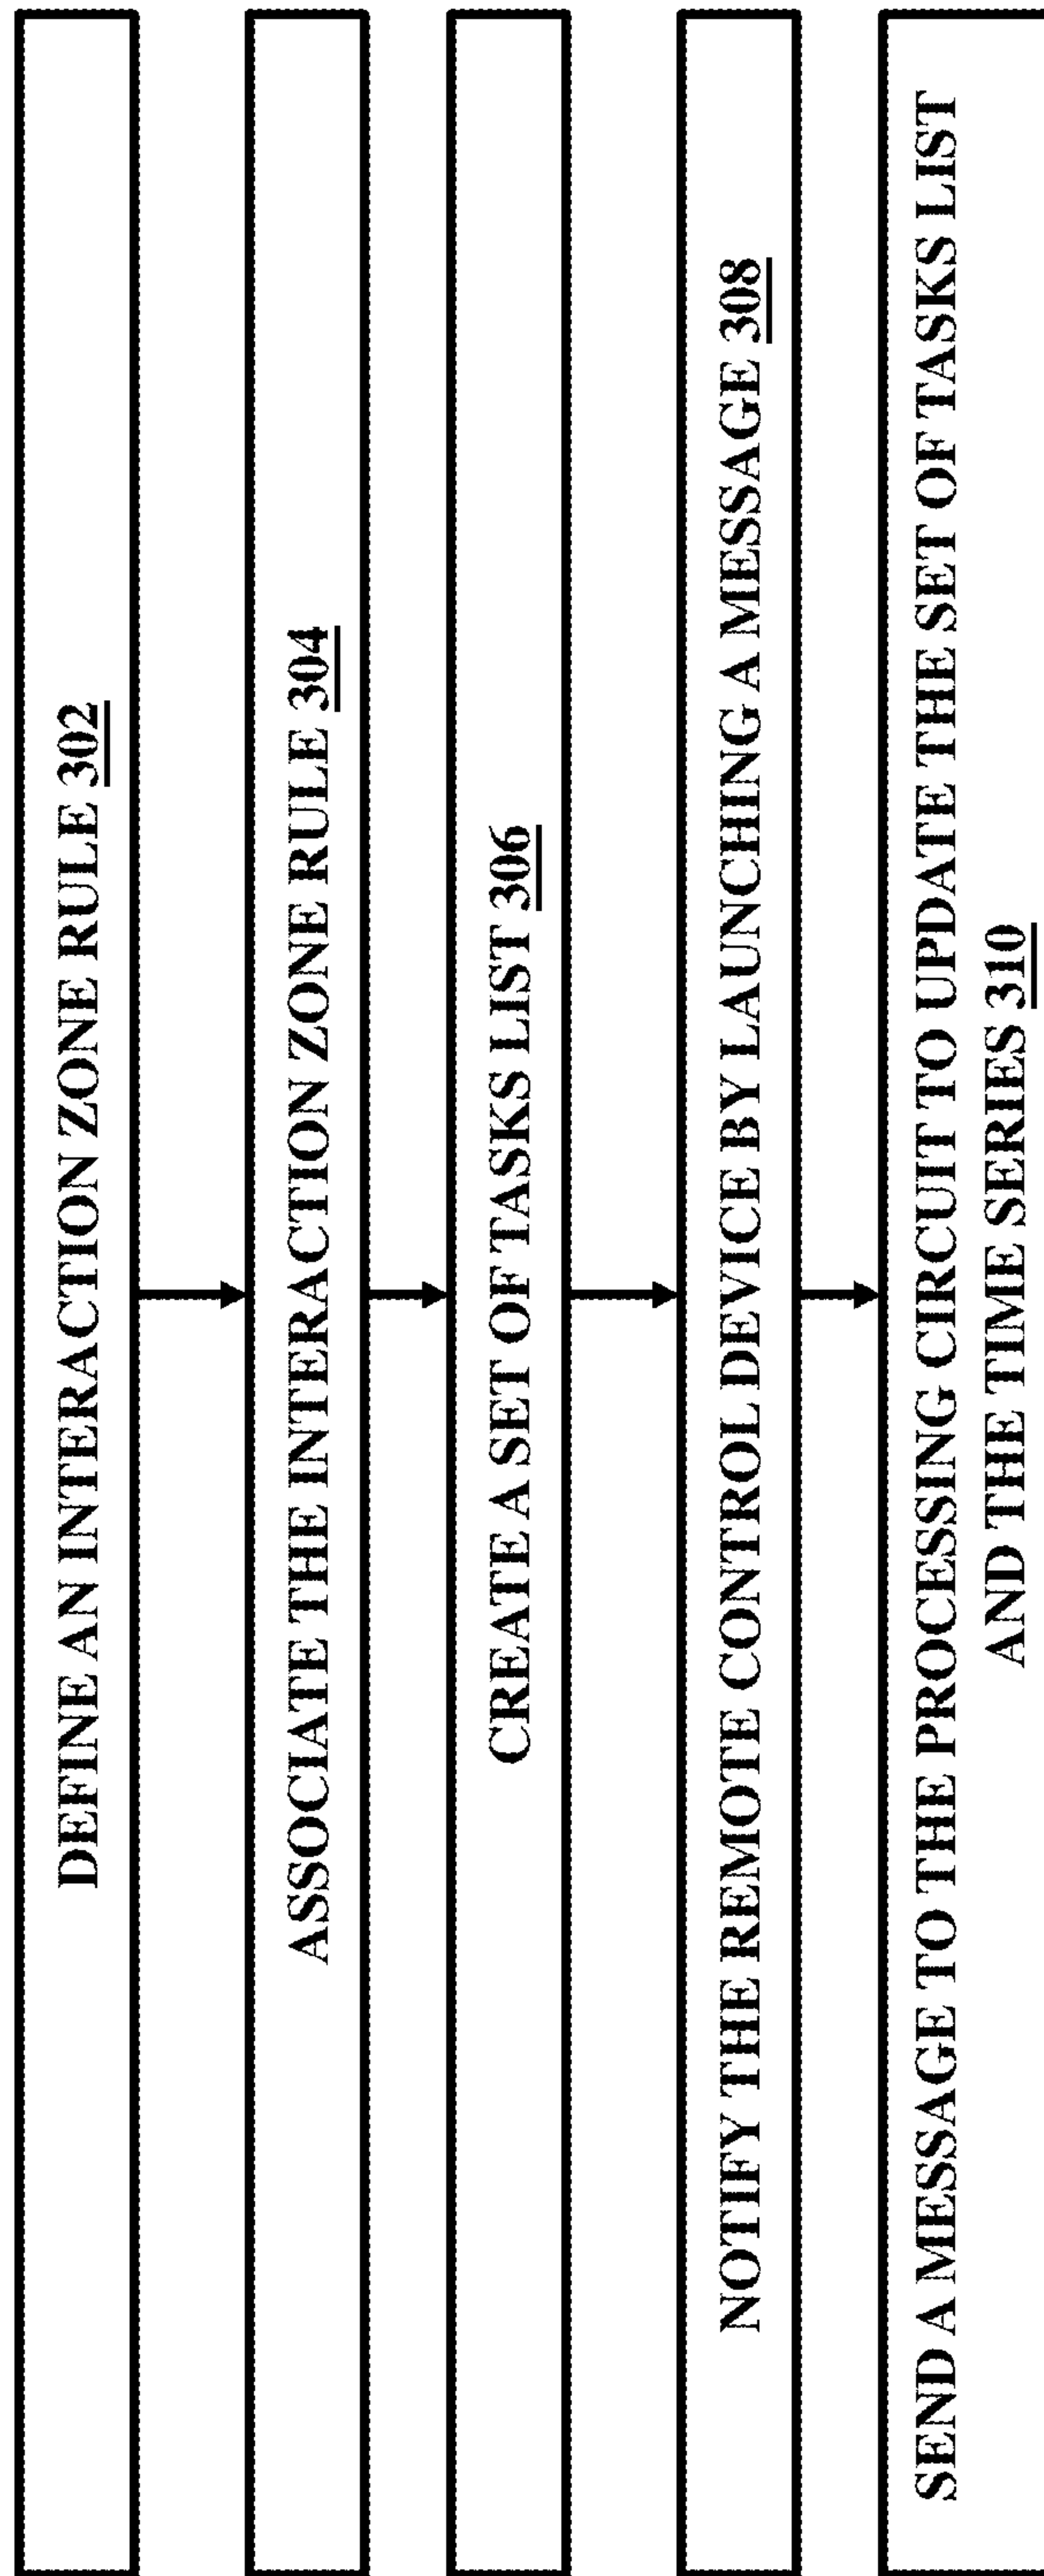 DEFINE AN INTERACTION ZONE RULE 302
ASSOCIATE THE INTERACTION ZONE RULE 304
CREATE A SET OF TASKS LIST 306
NOTIFY THE REMOTE CONTROL DEVICE BY LAUNCHING A MESSAGE 308
SEND A MESSAGE TO THE PROCESSING CIRCUIT TO UPDATE THE SET OF TASKS LIST
AND THE TIME SERIES 310